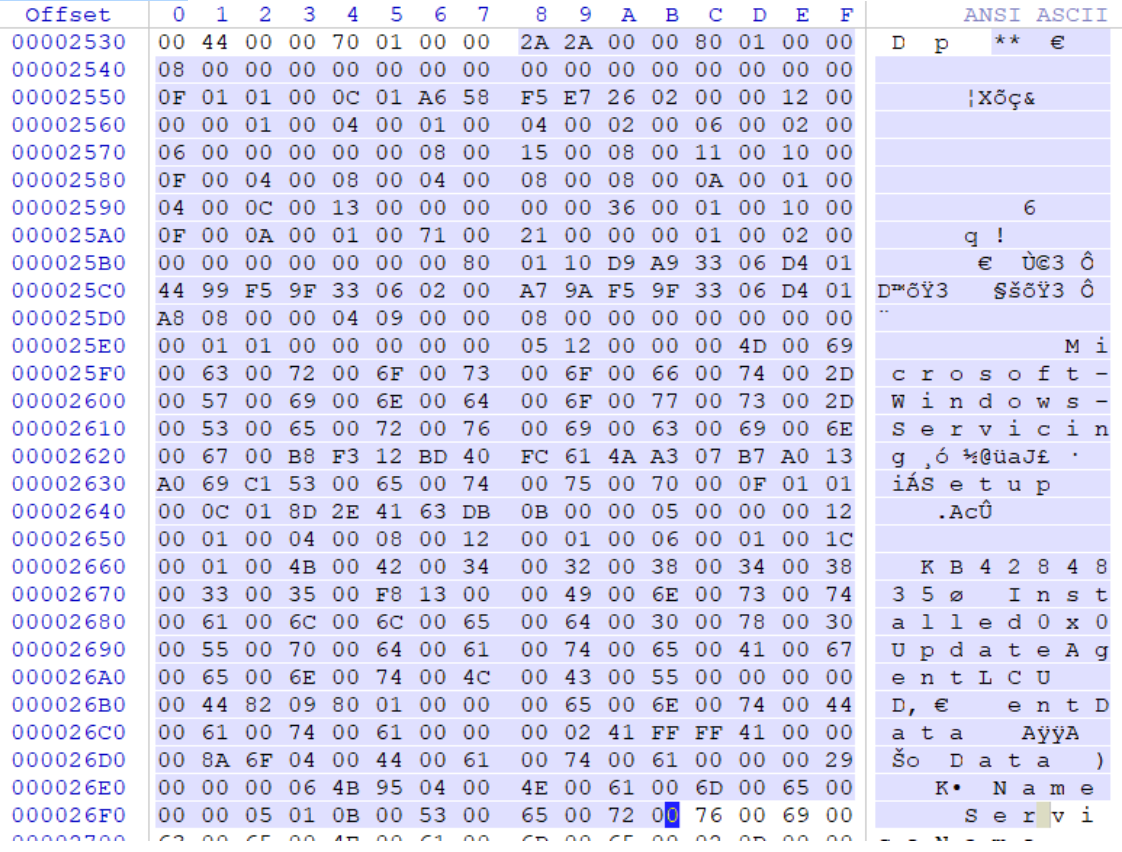 Offset 0 1 2 3 4 5 6 7 8 9 A B C D E F ANSI ASCII
00002530 00 44 00 00 70 01 00 00 2A 2A 00 00 80 01 00 00 D p ** €
00002540 08 00 00 00 00 00 00 00 00 00 00 00 00 00 00 00
00002550 0F 01 01 00 0C 01 A6 58 F5 E7 26 02 00 00 12 00 ¦Xõç&
00002560 00 00 01 00 04 00 01 00 04 00 02 00 06 00 02 00
00002570 06 00 00 00 00 00 08 00 15 00 08 00 11 00 10 00
00002580 0F 00 04 00 08 00 04 00 08 00 08 00 0A 00 01 00
00002590 04 00 0C 00 13 00 00 00 00 00 36 00 01 00 10 00 6
000025A0 0F 00 0A 00 01 00 71 00 21 00 00 00 01 00 02 00 q !
000025B0 00 00 00 00 00 00 00 80 01 10 D9 A9 33 06 D4 01 € Ù©3 Ô
000025C0 44 99 F5 9F 33 06 02 00 A7 9A F5 9F 33 06 D4 01 D™õŸ3 §šõŸ3 Ô
000025D0 A8 08 00 00 04 09 00 00 08 00 00 00 00 00 00 00 ¨
000025E0 00 01 01 00 00 00 00 00 05 12 00 00 00 4D 00 69 M i
000025F0 00 63 00 72 00 6F 00 73 00 6F 00 66 00 74 00 2D c r o s o f t -
00002600 00 57 00 69 00 6E 00 64 00 6F 00 77 00 73 00 2D W i n d o w s -
00002610 00 53 00 65 00 72 00 76 00 69 00 63 00 69 00 6E S e r v i c i n
00002620 00 67 00 B8 F3 12 BD 40 FC 61 4A A3 07 B7 A0 13 g ¸ó ½@üaJ£ ·
00002630 A0 69 C1 53 00 65 00 74 00 75 00 70 00 0F 01 01 iÁS e t u p
00002640 00 0C 01 8D 2E 41 63 DB 0B 00 00 05 00 00 00 12 .AcÛ
00002650 00 01 00 04 00 08 00 12 00 01 00 06 00 01 00 1C
00002660 00 01 00 4B 00 42 00 34 00 32 00 38 00 34 00 38 K B 4 2 8 4 8
00002670 00 33 00 35 00 F8 13 00 00 49 00 6E 00 73 00 74 3 5 ø I n s t
00002680 00 61 00 6C 00 6C 00 65 00 64 00 30 00 78 00 30 a l l e d 0 x 0
00002690 00 55 00 70 00 64 00 61 00 74 00 65 00 41 00 67 U p d a t e A g
000026A0 00 65 00 6E 00 74 00 4C 00 43 00 55 00 00 00 00 e n t L C U
000026B0 00 44 82 09 80 01 00 00 00 65 00 6E 00 74 00 44 D‚ € e n t D
000026C0 00 61 00 74 00 61 00 00 00 02 41 FF FF 41 00 00 a t a AÿÿA
000026D0 00 8A 6F 04 00 44 00 61 00 74 00 61 00 00 00 29 Šo D a t a )
000026E0 00 00 00 06 4B 95 04 00 4E 00 61 00 6D 00 65 00 K• N a m e
000026F0 00 00 05 01 0B 00 53 00 65 00 72 00 76 00 69 00 S e r v i